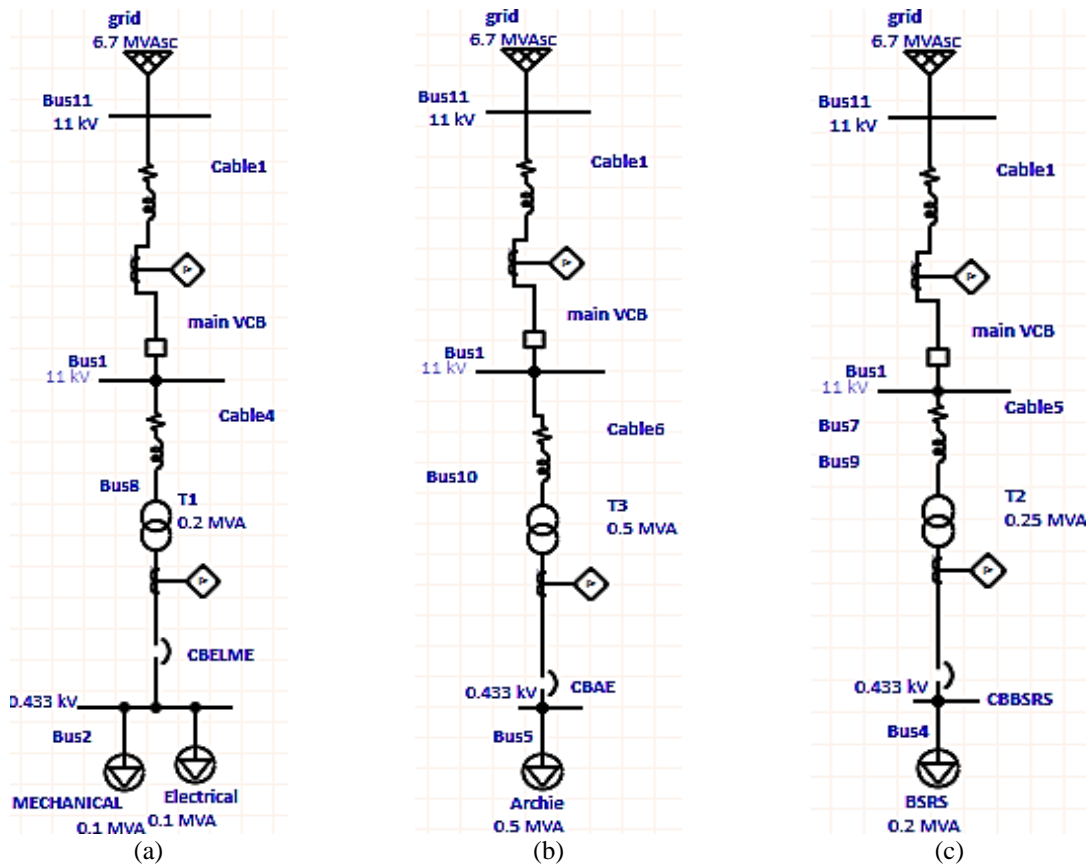 grid
6.7 MVAsc
Bus11
11 kV
Cable1
main VCB
Bus1
11 kV
Cable4
Bus8
T1
0.2 MVA
CBELME
0.433 kV
Bus2
MECHANICAL
0.1 MVA
Electrical
0.1 MVA
(a)
grid
6.7 MVAsc
Bus11
11 kV
Cable1
main VCB
Bus1
11 kV
Cable6
Bus10
T3
0.5 MVA
CBAE
0.433 kV
Bus5
Archie
0.5 MVA
(b)
grid
6.7 MVAsc
Bus11
11 kV
Cable1
main VCB
Bus1
11 kV
Cable5
Bus7
Bus9
T2
0.25 MVA
0.433 kV
CBBSRS
Bus4
BSRS
0.2 MVA
(c)